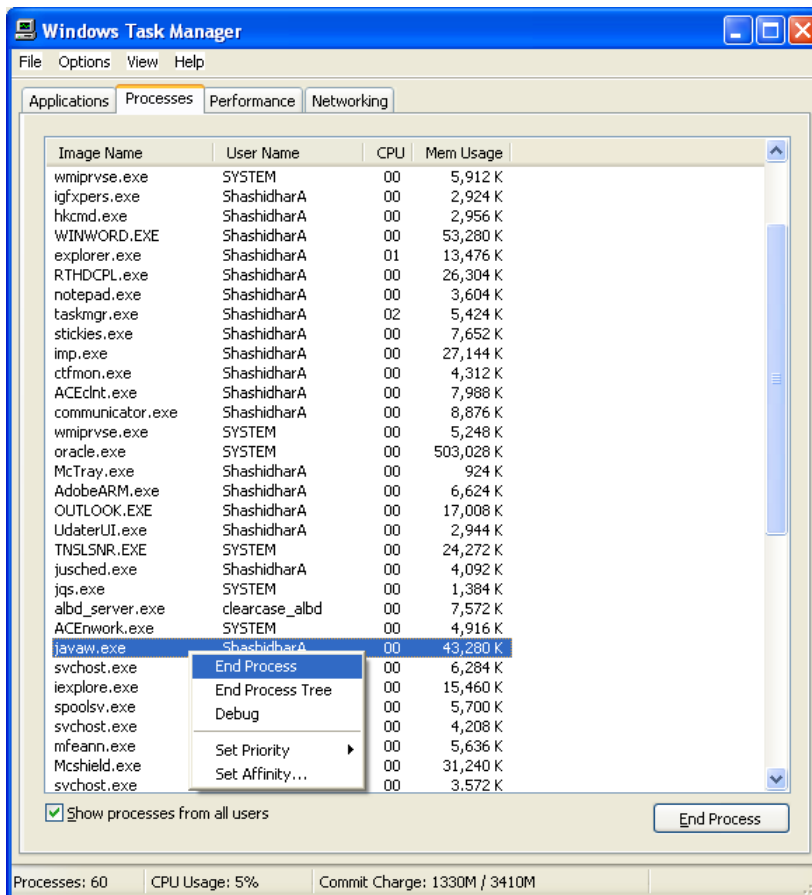 Windows Task Manager
File Options View Help
Applications Processes Performance Networking
Image Name User Name CPU Mem Usage
wmiprvse.exe SYSTEM 00 5,912 K
igfxpers.exe ShashidharA 00 2,924 K
hkcmd.exe ShashidharA 00 2,956 K
WINWORD.EXE ShashidharA 00 53,280 K
explorer.exe ShashidharA 01 13,476 K
RTHDCPL.exe ShashidharA 00 26,304 K
notepad.exe ShashidharA 00 3,604 K
taskmgr.exe ShashidharA 02 5,424 K
stickies.exe ShashidharA 00 7,652 K
imp.exe ShashidharA 00 27,144 K
ctfmon.exe ShashidharA 00 4,312 K
ACEclnt.exe ShashidharA 00 7,988 K
communicator.exe ShashidharA 00 8,876 K
wmiprvse.exe SYSTEM 00 5,248 K
oracle.exe SYSTEM 00 503,028 K
McTray.exe ShashidharA 00 924 K
AdobeARM.exe ShashidharA 00 6,624 K
OUTLOOK.EXE ShashidharA 00 17,008 K
UdaterUI.exe ShashidharA 00 2,944 K
TNSLSNR.EXE SYSTEM 00 24,272 K
jusched.exe ShashidharA 00 4,092 K
jqs.exe SYSTEM 00 1,384 K
albd_server.exe clearcase_albd 00 7,572 K
ACEnwork.exe SYSTEM 00 4,916 K
javaw.exe ShashidharA 00 43,280 K
svchost.exe 00 6,284 K
iexplore.exe 00 15,460 K
spoolsv.exe 00 5,700 K
svchost.exe 00 4,208 K
mfeann.exe 00 5,636 K
Mcshield.exe 00 31,240 K
svchost.exe 00 3,572 K
End Process
End Process Tree
Debug
Set Priority
Set Affinity...
Show processes from all users
End Process
Processes: 60 CPU Usage: 5% Commit Charge: 1330M / 3410M